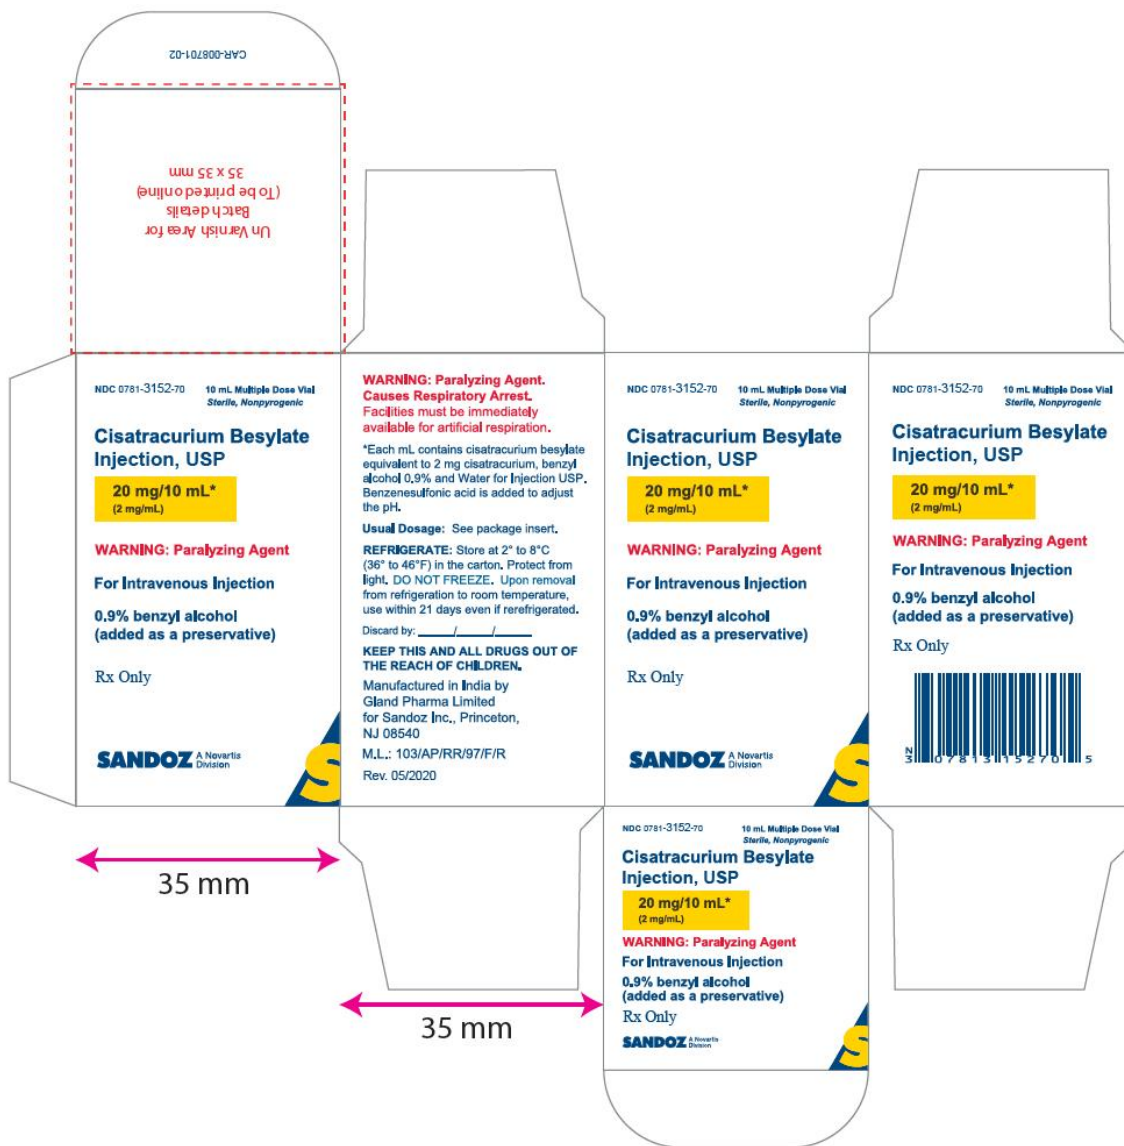 CAR-008701-02
Un Varnish Area for
Batch details
(To be printed online)
35 x 35 mm
NDC 0781-3152-70 10 mL Multiple Dose Vial
Sterile, Nonpyrogenic
Cisatracurium Besylate
Injection, USP
20 mg/10 mL*
(2 mg/mL)
WARNING: Paralyzing Agent
For Intravenous Injection
0.9% benzyl alcohol
(added as a preservative)
Rx Only
SANDOZ A Novartis
Division
S
WARNING: Paralyzing Agent.
Causes Respiratory Arrest.
Facilities must be immediately
available for artificial respiration.
*Each mL contains cisatracurium besylate
equivalent to 2 mg cisatracurium, benzyl
alcohol 0.9% and Water for Injection USP.
Benzenesulfonic acid is added to adjust
the pH.
Usual Dosage: See package insert.
REFRIGERATE: Store at 2° to 8°C
(36° to 46°F) in the carton. Protect from
light. DO NOT FREEZE. Upon removal
from refrigeration to room temperature,
use within 21 days even if rerefrigerated.
Discard by: ______/______/______
KEEP THIS AND ALL DRUGS OUT OF
THE REACH OF CHILDREN.
Manufactured in India by
Gland Pharma Limited
for Sandoz Inc., Princeton,
NJ 08540
M.L.: 103/AP/RR/97/F/R
Rev. 05/2020
NDC 0781-3152-70 10 mL Multiple Dose Vial
Sterile, Nonpyrogenic
Cisatracurium Besylate
Injection, USP
20 mg/10 mL*
(2 mg/mL)
WARNING: Paralyzing Agent
For Intravenous Injection
0.9% benzyl alcohol
(added as a preservative)
Rx Only
SANDOZ A Novartis
Division
S
NDC 0781-3152-70 10 mL Multiple Dose Vial
Sterile, Nonpyrogenic
Cisatracurium Besylate
Injection, USP
20 mg/10 mL*
(2 mg/mL)
WARNING: Paralyzing Agent
For Intravenous Injection
0.9% benzyl alcohol
(added as a preservative)
Rx Only
N
3 07813 15270 5
35 mm
35 mm
NDC 0781-3152-70 10 mL Multiple Dose Vial
Sterile, Nonpyrogenic
Cisatracurium Besylate
Injection, USP
20 mg/10 mL*
(2 mg/mL)
WARNING: Paralyzing Agent
For Intravenous Injection
0.9% benzyl alcohol
(added as a preservative)
Rx Only
SANDOZ A Novartis
Division
S